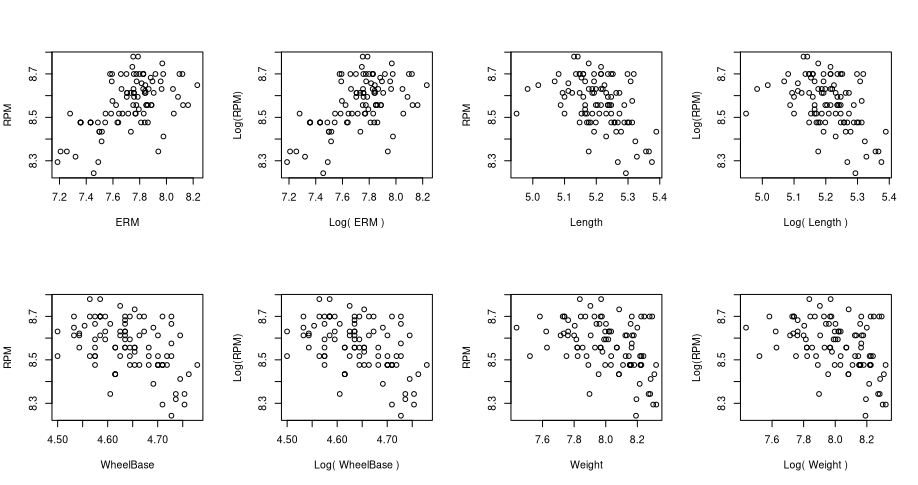 RPM
8.3 8.5 8.7
7.2 7.4 7.6 7.8 8.0 8.2
ERM
Log(RPM)
8.3 8.5 8.7
7.2 7.4 7.6 7.8 8.0 8.2
Log( ERM )
RPM
8.3 8.5 8.7
5.0 5.1 5.2 5.3 5.4
Length
Log(RPM)
8.3 8.5 8.7
5.0 5.1 5.2 5.3 5.4
Log( Length )
RPM
8.3 8.5 8.7
4.50 4.60 4.70
WheelBase
Log(RPM)
8.3 8.5 8.7
4.50 4.60 4.70
Log( WheelBase )
RPM
8.3 8.5 8.7
7.6 7.8 8.0 8.2
Weight
Log(RPM)
8.3 8.5 8.7
7.6 7.8 8.0 8.2
Log( Weight )